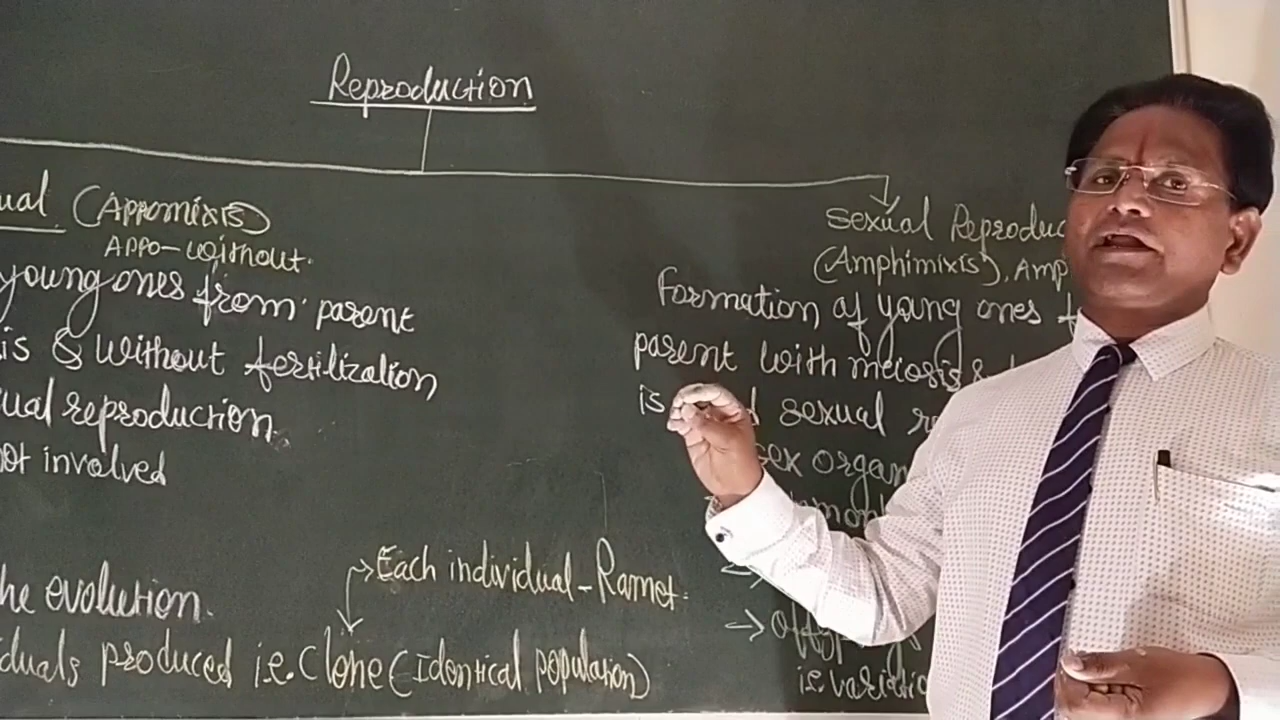 Reproduction
ual (Appomixis)
Appo-without.
young ones from parent
is & without fertilization
ual reproduction.
not involved
he evolution.
Each individual - Ramet.
duals produced i.e. Clone (Identical population)
Sexual Reproduc
(Amphimixis), Amp
Formation of young ones f
parent with meiosis &
is sexual re
sex organ
i.e. variatio